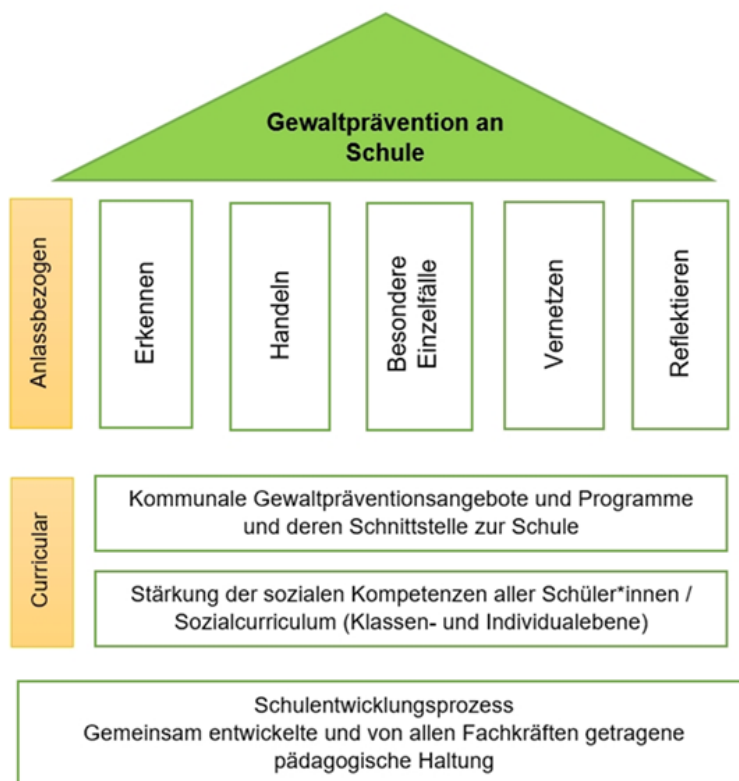 Gewaltprävention an
Schule
Anlassbezogen
Erkennen
Handeln
Besondere
Einzelfälle
Vernetzen
Reflektieren
Curricular
Kommunale Gewaltpräventionsangebote und Programme
und deren Schnittstelle zur Schule
Stärkung der sozialen Kompetenzen aller Schüler*innen /
Sozialcurriculum (Klassen- und Individualebene)
Schulentwicklungsprozess
Gemeinsam entwickelte und von allen Fachkräften getragene
pädagogische Haltung